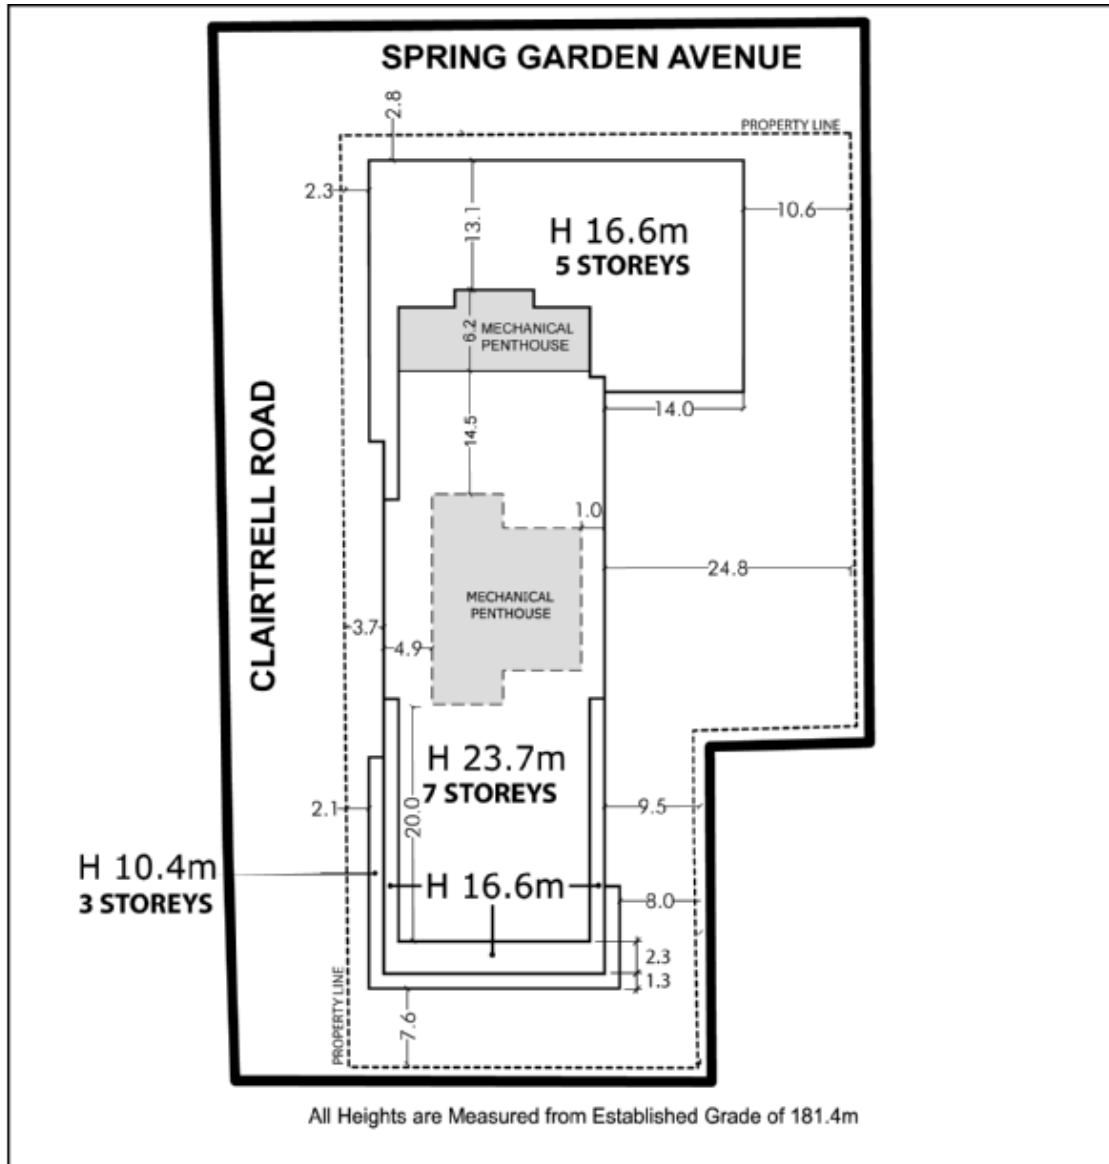 SPRING GARDEN AVENUE
2.8
PROPERTY LINE
2.3
13.1
10.6
H 16.6m
5 STOREYS
6.2
MECHANICAL
PENTHOUSE
14.0
14.5
CLAIRTRELL ROAD
1.0
24.8
MECHANICAL
PENTHOUSE
3.7
4.9
H 23.7m
7 STOREYS
20.0
2.1
9.5
H 10.4m
3 STOREYS
H 16.6m
8.0
2.3
1.3
7.6
PROPERTY LINE
All Heights are Measured from Established Grade of 181.4m